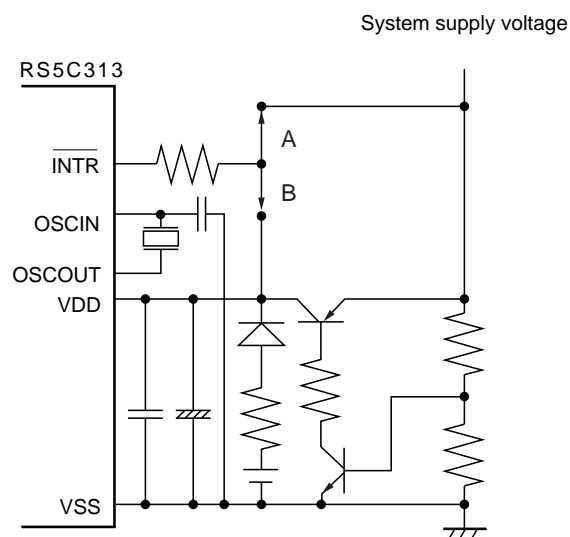 System supply voltage
RS5C313
A
INTR
B
OSCIN
OSCOUT
VDD
VSS